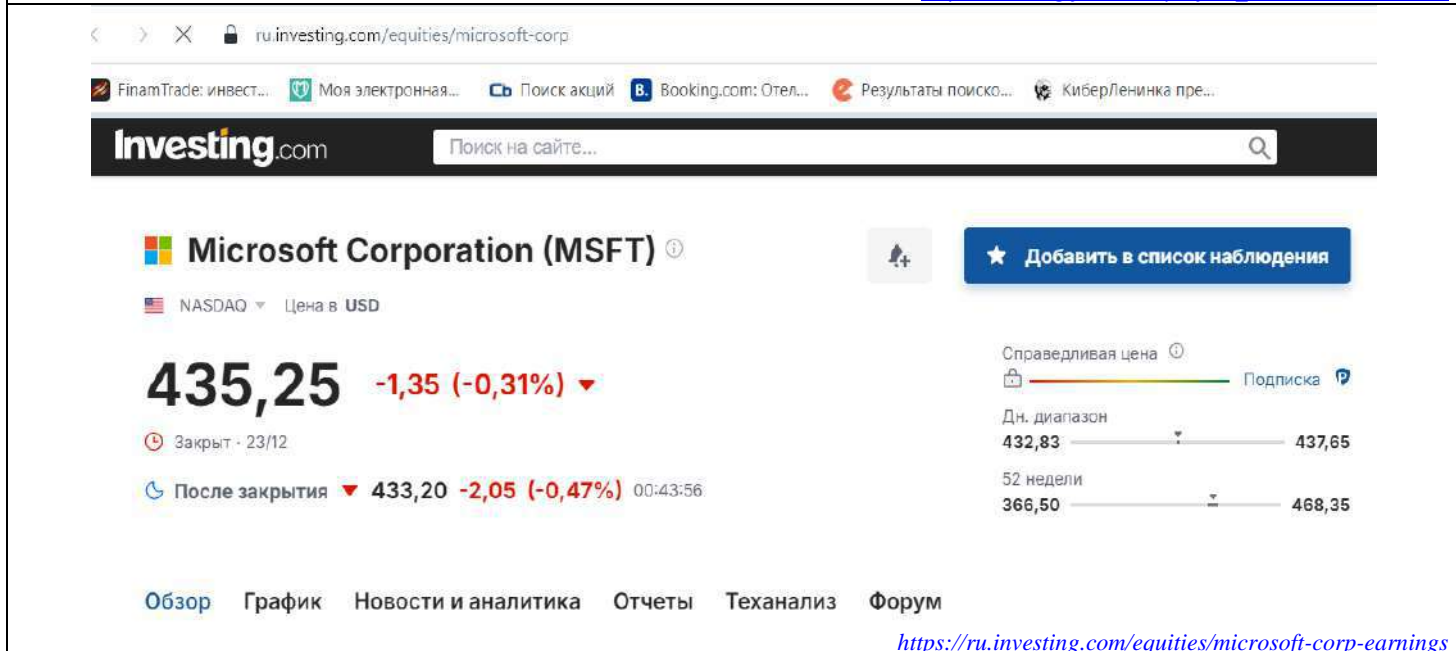 ru.investing.com/equities/microsoft-corp
FinamTrade: инвест... Моя электронная... Cb Поиск акций B. Booking.com: Отел... Результаты поиско... КиберЛенинка пре...
Investing.com Поиск на сайте...
Microsoft Corporation (MSFT)
Добавить в список наблюдения
NASDAQ Цена в USD
435,25 -1,35 (-0,31%)
Закрыт · 23/12
После закрытия 433,20 -2,05 (-0,47%) 00:43:56
Справедливая цена
Подписка
Дн. диапазон
432,83 437,65
52 недели
366,50 468,35
Обзор График Новости и аналитика Отчеты Теханализ Форум
https://ru.investing.com/equities/microsoft-corp-earnings